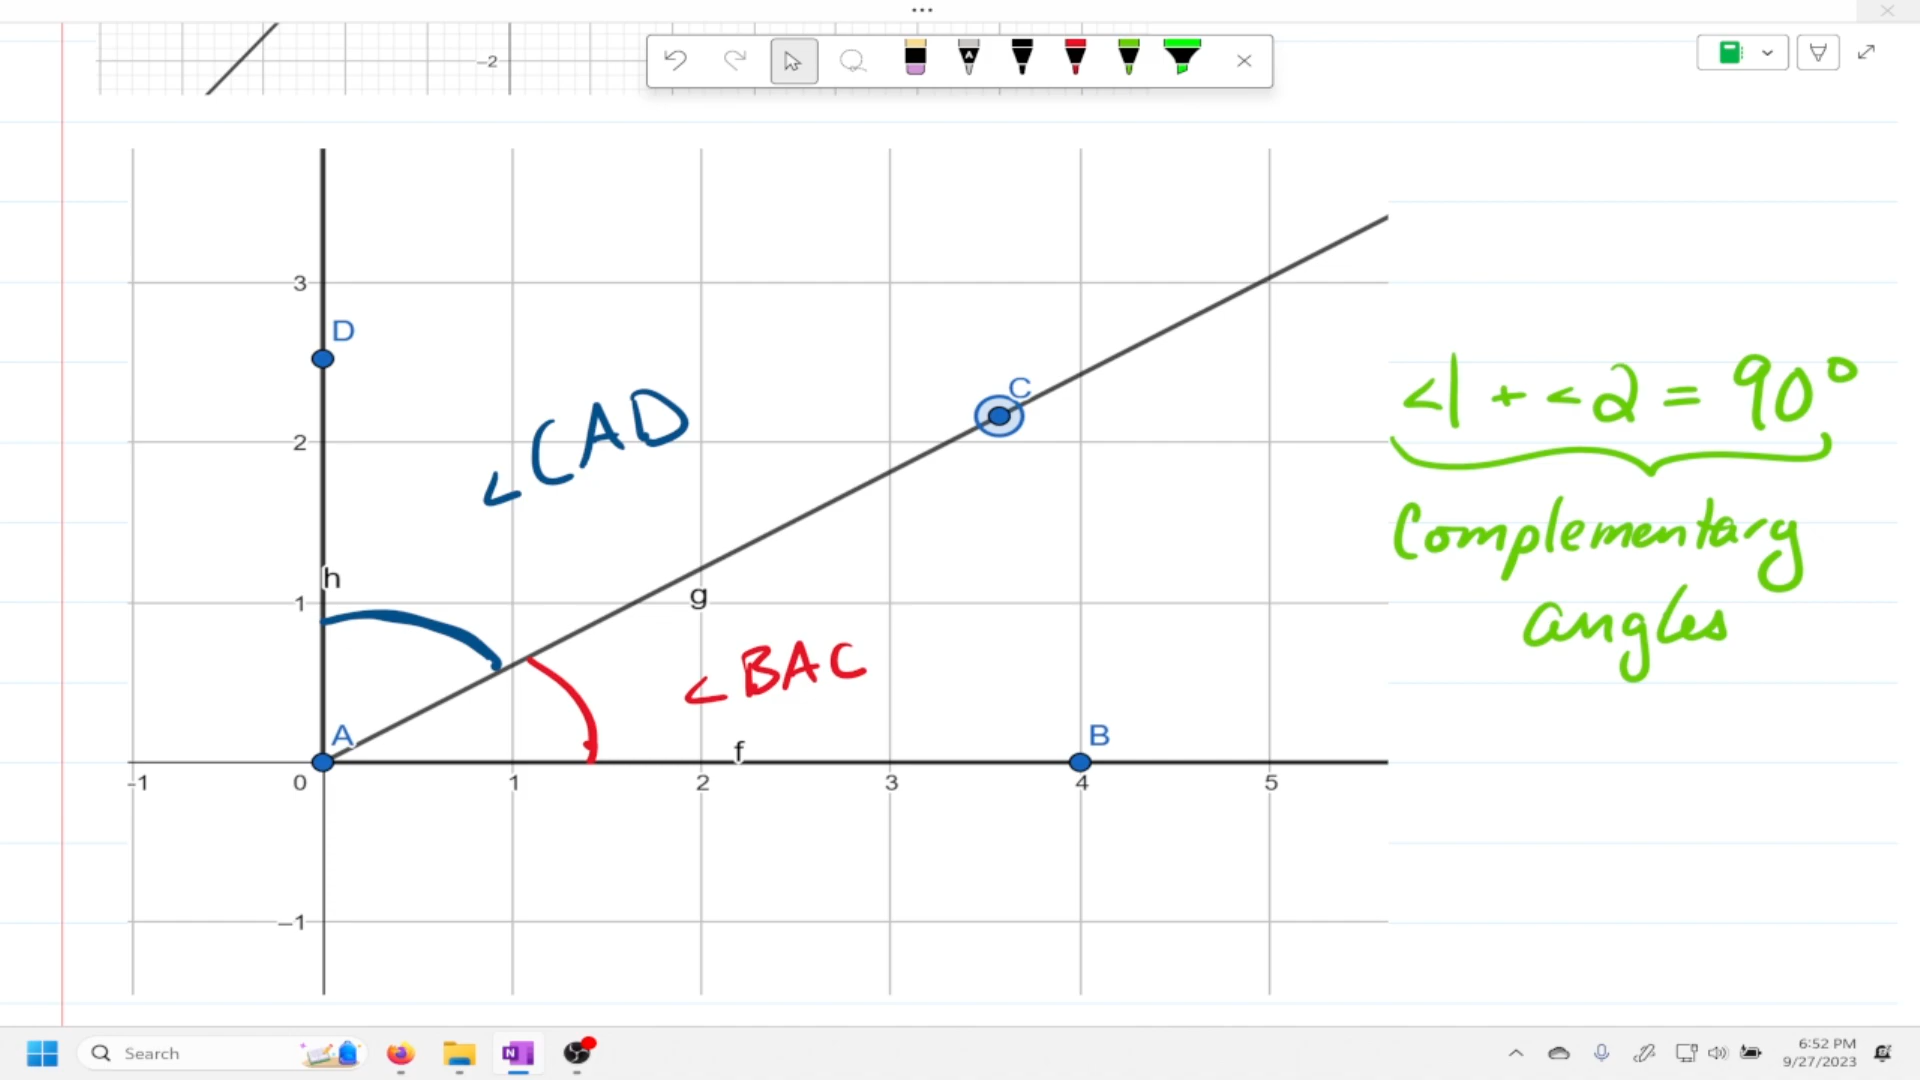 ...
–2
A
3
D
C
<CAD
<1 + <2 = 90°
2
Complementary
h
1
g
angles
<BAC
A
f
B
-1
0
1
2
3
4
5
–1
Search
N
6:52 PM
9/27/2023